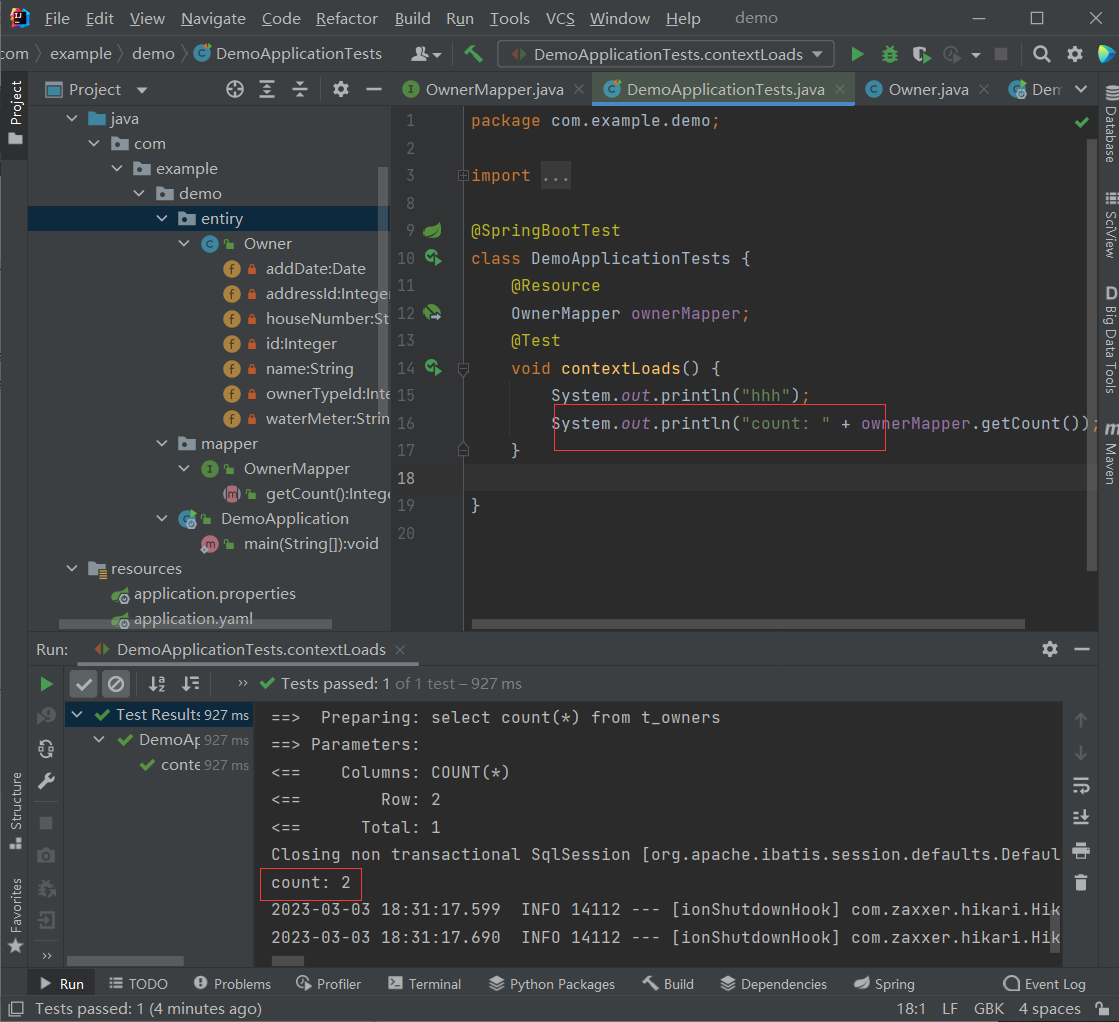 File Edit View Navigate Code Refactor Build Run Tools VCS Window Help demo
com example demo DemoApplicationTests DemoApplicationTests.contextLoads
Project OwnerMapper.java DemoApplicationTests.java Owner.java Dem
Project
java
com
example
demo
entiry
Owner
addDate:Date
addressId:Intege
houseNumber:St
id:Integer
name:String
ownerTypeId:Inte
waterMeter:Strin
mapper
OwnerMapper
getCount():Intege
DemoApplication
main(String[]):void
resources
application.properties
application.yaml
1 package com.example.demo;
2
3 import ...
8
9 @SpringBootTest
10 class DemoApplicationTests {
11 @Resource
12 OwnerMapper ownerMapper;
13 @Test
14 void contextLoads() {
15 System.out.println("hhh");
16 System.out.println("count: " + ownerMapper.getCount());
17 }
18
19 }
20
Database
SciView
D Big Data Tools
m Maven
Run: DemoApplicationTests.contextLoads
» Tests passed: 1 of 1 test – 927 ms
Test Results 927 ms
DemoAp 927 ms
conte 927 ms
==> Preparing: select count(*) from t_owners
==> Parameters:
<== Columns: COUNT(*)
<== Row: 2
<== Total: 1
Closing non transactional SqlSession [org.apache.ibatis.session.defaults.Defaul
count: 2
2023-03-03 18:31:17.599 INFO 14112 --- [ionShutdownHook] com.zaxxer.hikari.Hik
2023-03-03 18:31:17.690 INFO 14112 --- [ionShutdownHook] com.zaxxer.hikari.Hik
Structure
Favorites
»
Run TODO Problems Profiler Terminal Python Packages Build Dependencies Spring Event Log
Tests passed: 1 (4 minutes ago) 18:1 LF GBK 4 spaces